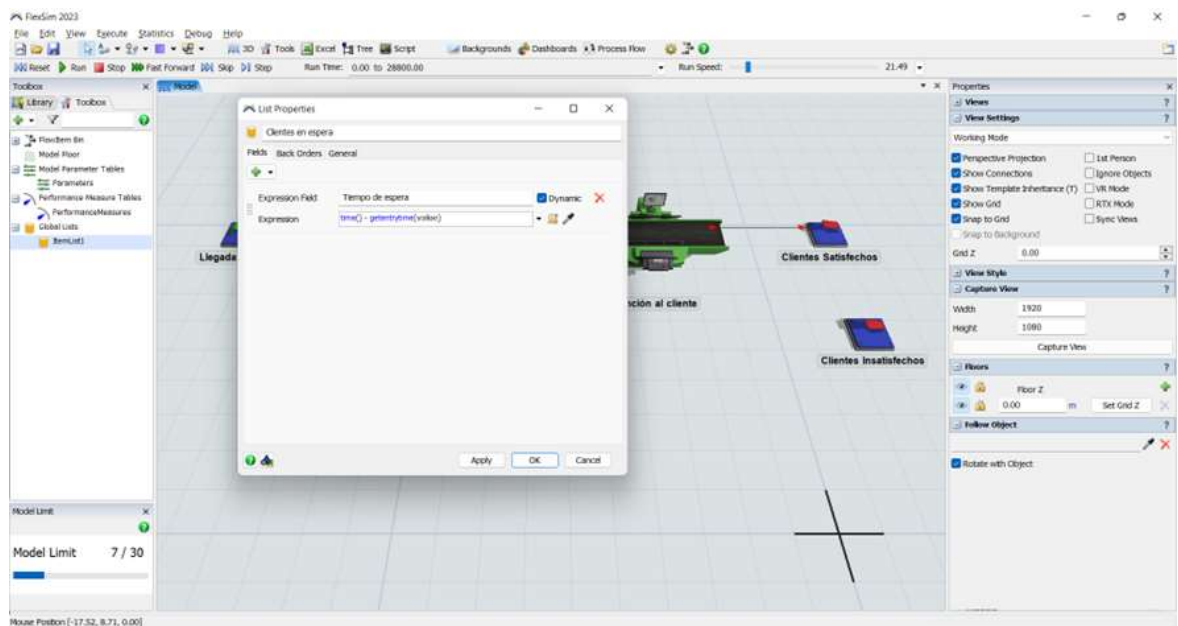 FlexSim 2023
File Edit View Execute Statistics Debug Help
3D Tools Excel Tree Script Backgrounds Dashboards Process Flow
Reset Run Stop Fast Forward Skip Step Run Time: 0.00 to 28800.00 Run Speed: 21.49
Toolbox
Library Toolbox
FlowItem Bin
Model Floor
Model Parameter Tables
Parameters
Performance Measure Tables
PerformanceMeasures
Global Lists
ItemList1
Model Limit
Model Limit 7 / 30
Mouse Position [-17.52, 8.71, 0.00]
Model
List Properties
Clientes en espera
Fields Back Orders General
Expression Field Tiempo de espera Dynamic
Expression time() - getentrytime(value)
Apply OK Cancel
Llegada
Clientes Satisfechos
ción al cliente
Clientes Insatisfechos
Properties
Views ?
View Settings ?
Working Mode
Perspective Projection 1st Person
Show Connections Ignore Objects
Show Template Inheritance (T) VR Mode
Show Grid RTX Mode
Snap to Grid Sync Views
Snap to Background
Grid Z 0.00
View Style ?
Capture View ?
Width 1920
Height 1080
Capture View
Floors ?
Floor Z
0.00 m Set Grid Z
Follow Object ?
Rotate with Object